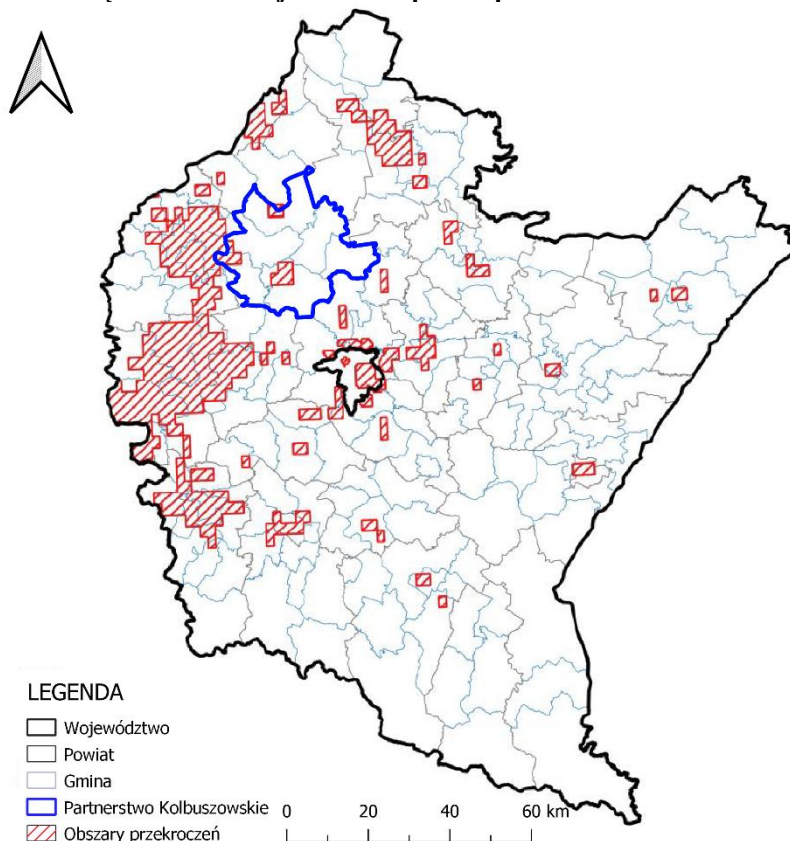 LEGENDA
Województwo
Powiat
Gmina
Partnerstwo Kolbuszowskie
Obszary przekroczeń
0 20 40 60 km